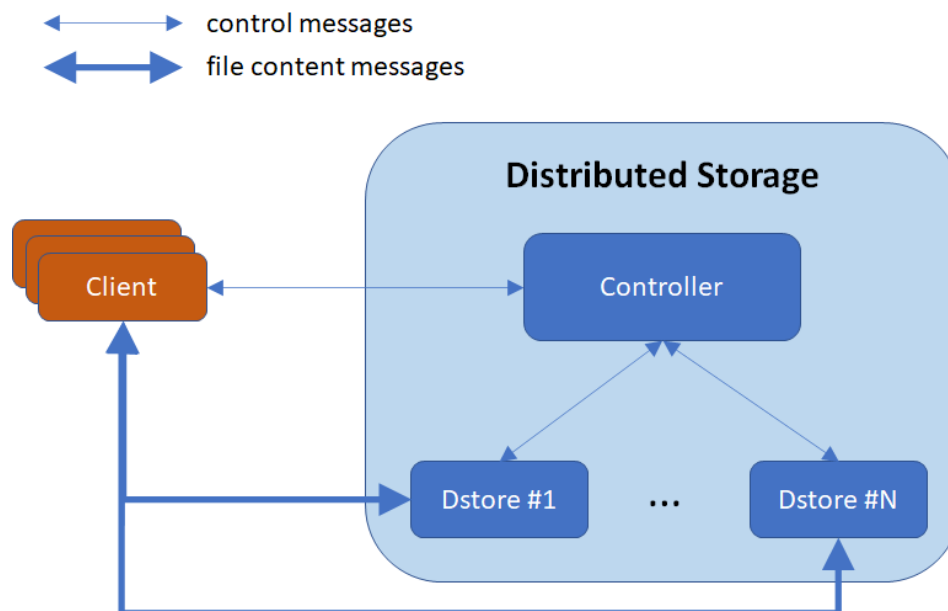 control messages
file content messages
Distributed Storage
Client
Controller
Dstore #1
...
Dstore #N